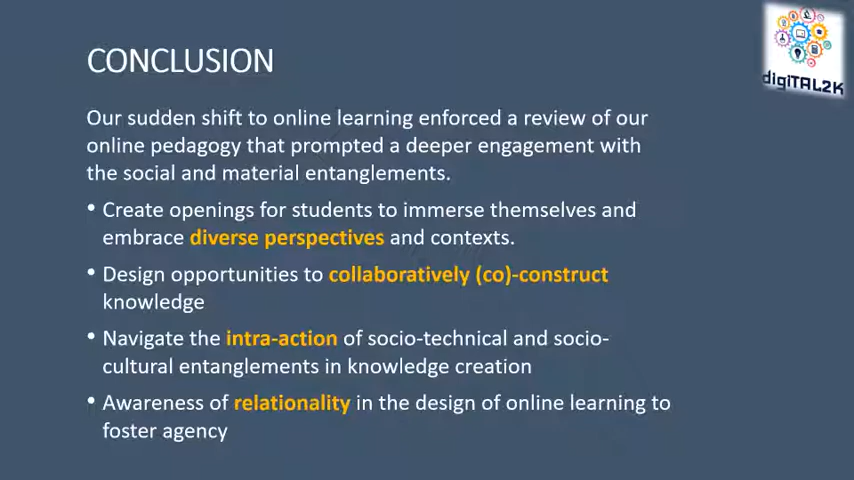 digiTAL2K
CONCLUSION
Our sudden shift to online learning enforced a review of our
online pedagogy that prompted a deeper engagement with
the social and material entanglements.
• Create openings for students to immerse themselves and
embrace diverse perspectives and contexts.
• Design opportunities to collaboratively (co)-construct
knowledge
• Navigate the intra-action of socio-technical and socio-
cultural entanglements in knowledge creation
• Awareness of relationality in the design of online learning to
foster agency